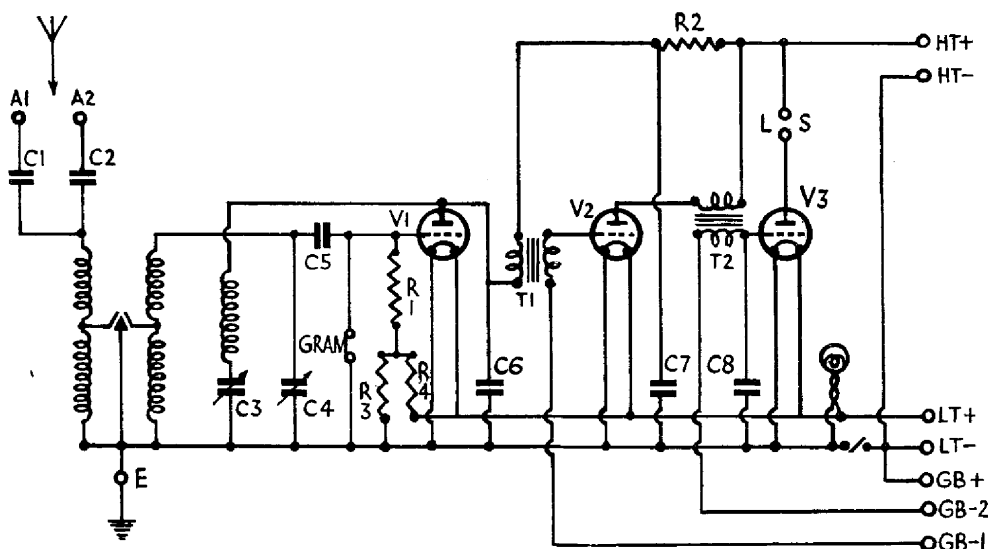 R2
HT+
HT-
A1
A2
L S
C1
C2
V1
V2
V3
C5
T1
T2
R1
GRAM
R3
R4
C6
C7
C8
C3
C4
LT+
LT-
E
GB+
GB-2
GB-1